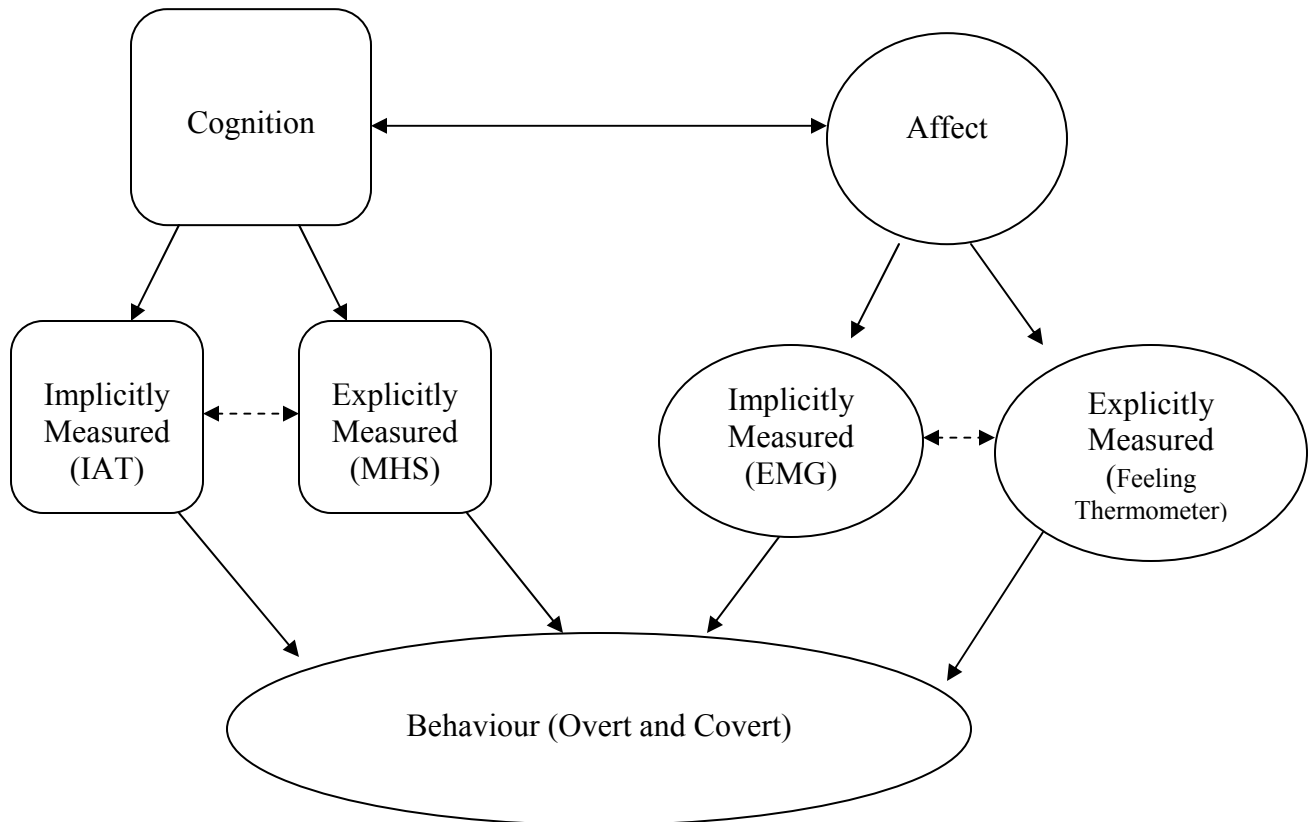 Cognition
Affect
Implicitly
Measured
(IAT)
Explicitly
Measured
(MHS)
Implicitly
Measured
(EMG)
Explicitly
Measured
(Feeling
Thermometer)
Behaviour (Overt and Covert)